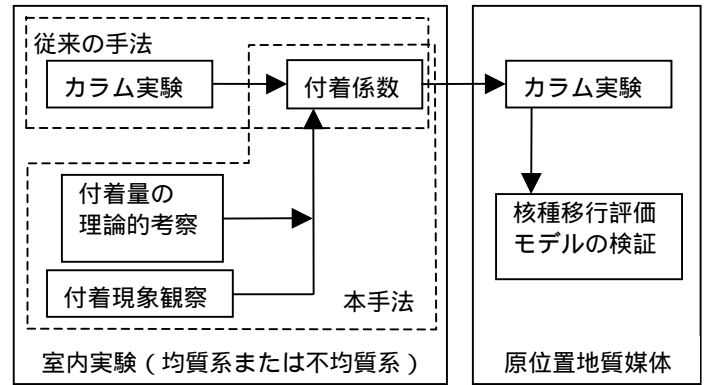 従来の手法
カラム実験
付着係数
カラム実験
付着量の
理論的考察
核種移行評価
モデルの検証
付着現象観察
本手法
室内実験(均質系または不均質系)
原位置地質媒体